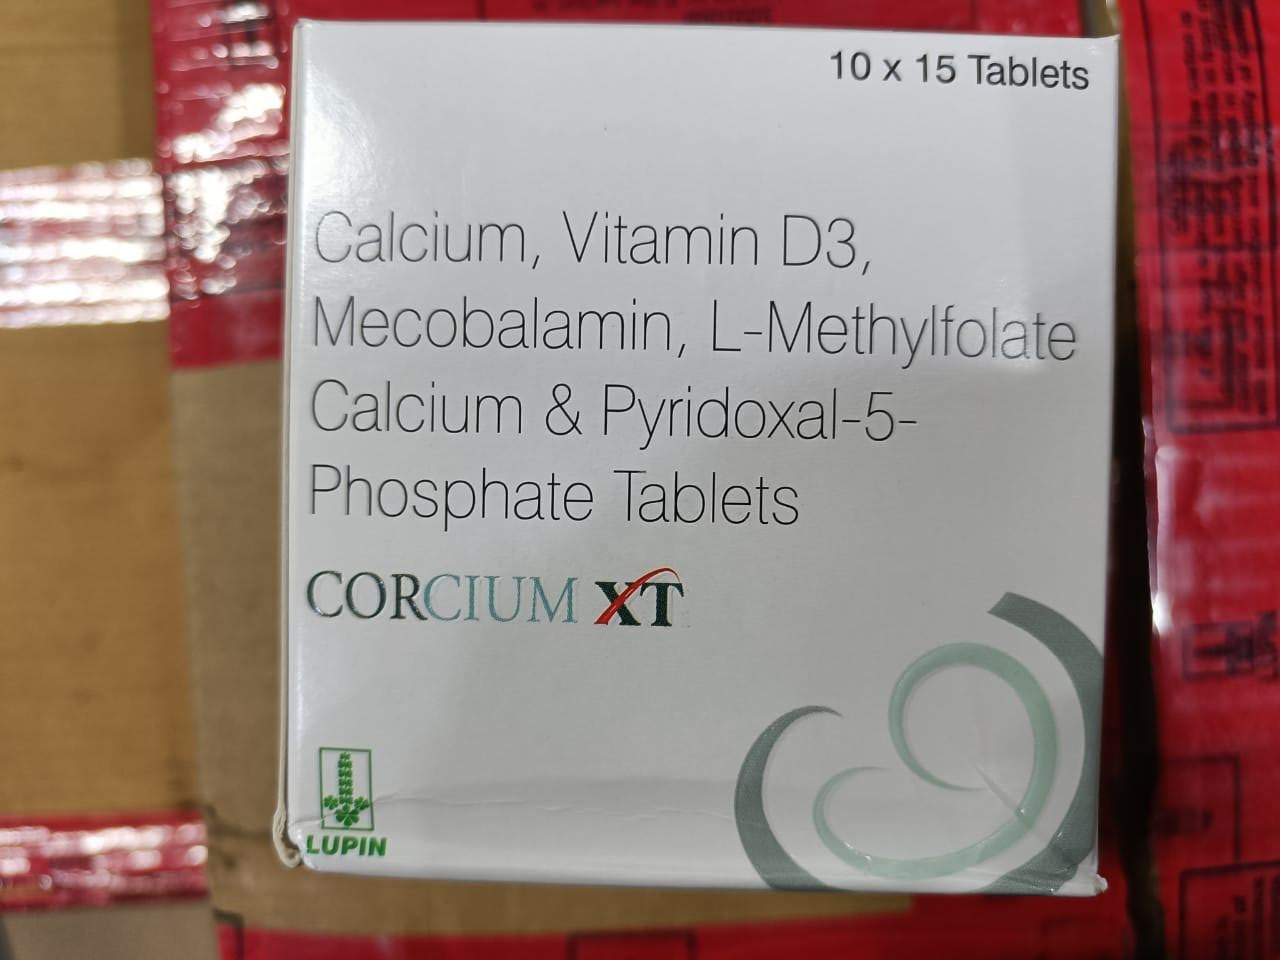 10 x 15 Tablets
Calcium, Vitamin D3,
Mecobalamin, L-Methylfolate
Calcium & Pyridoxal-5-
Phosphate Tablets
CORCIUM XT
LUPIN